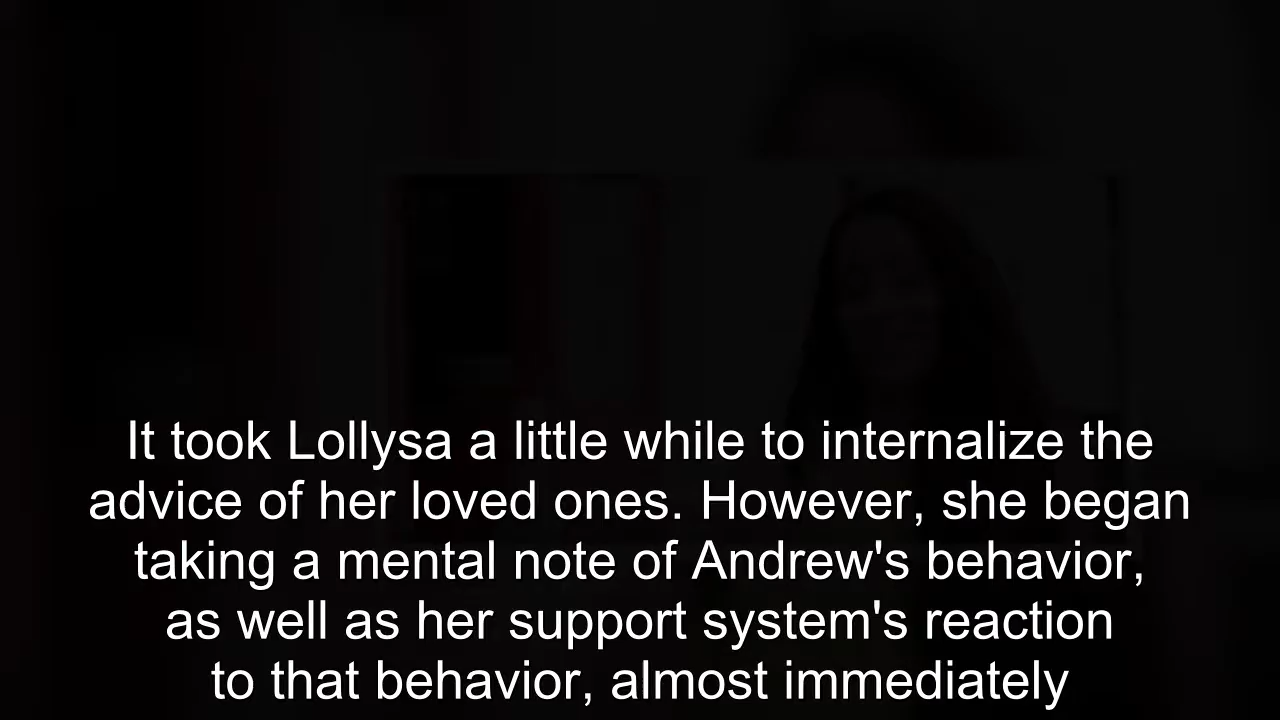 It took Lollysa a little while to internalize the
advice of her loved ones. However, she began
taking a mental note of Andrew's behavior,
as well as her support system's reaction
to that behavior, almost immediately